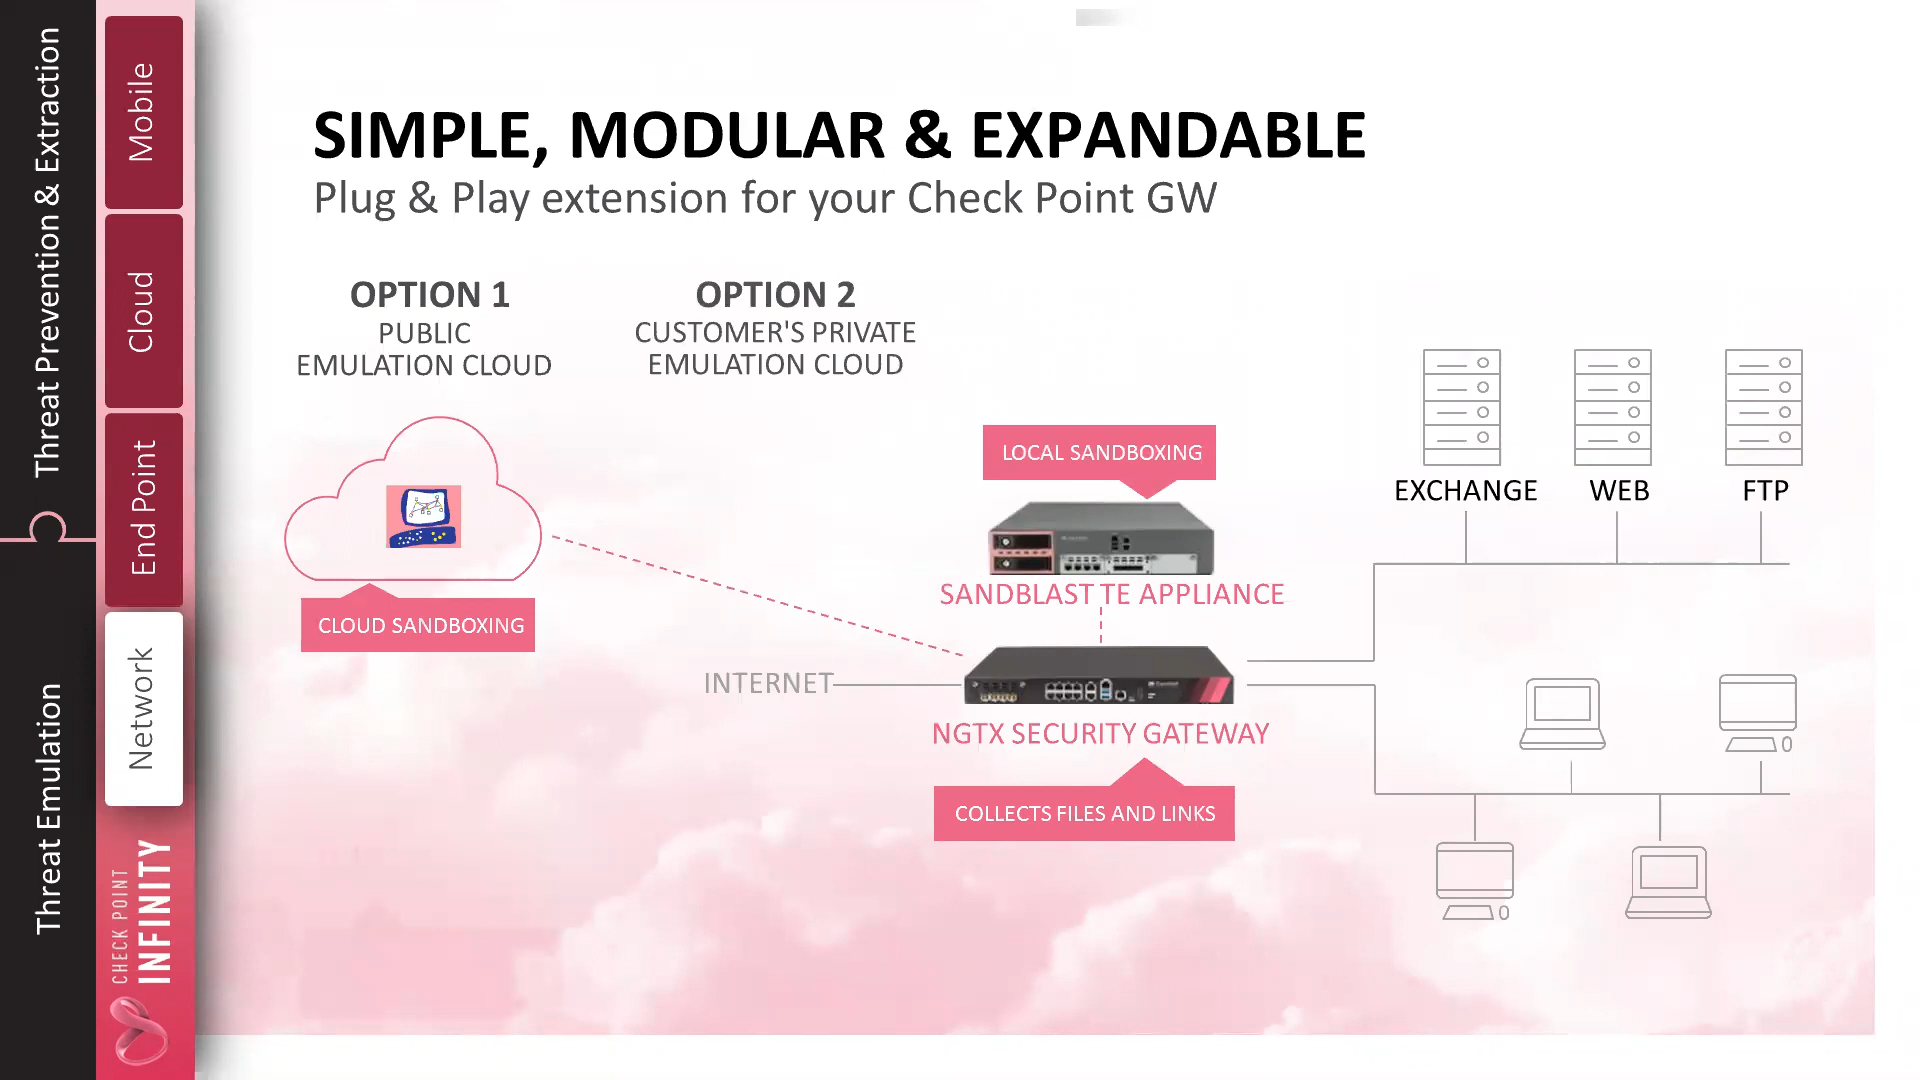 Threat Prevention & Extraction
Threat Emulation
Mobile
Cloud
End Point
Network
CHECK POINT
INFINITY
SIMPLE, MODULAR & EXPANDABLE
Plug & Play extension for your Check Point GW
OPTION 1
PUBLIC
EMULATION CLOUD
OPTION 2
CUSTOMER'S PRIVATE
EMULATION CLOUD
CLOUD SANDBOXING
LOCAL SANDBOXING
SANDBLAST TE APPLIANCE
INTERNET
NGTX SECURITY GATEWAY
COLLECTS FILES AND LINKS
EXCHANGE
WEB
FTP